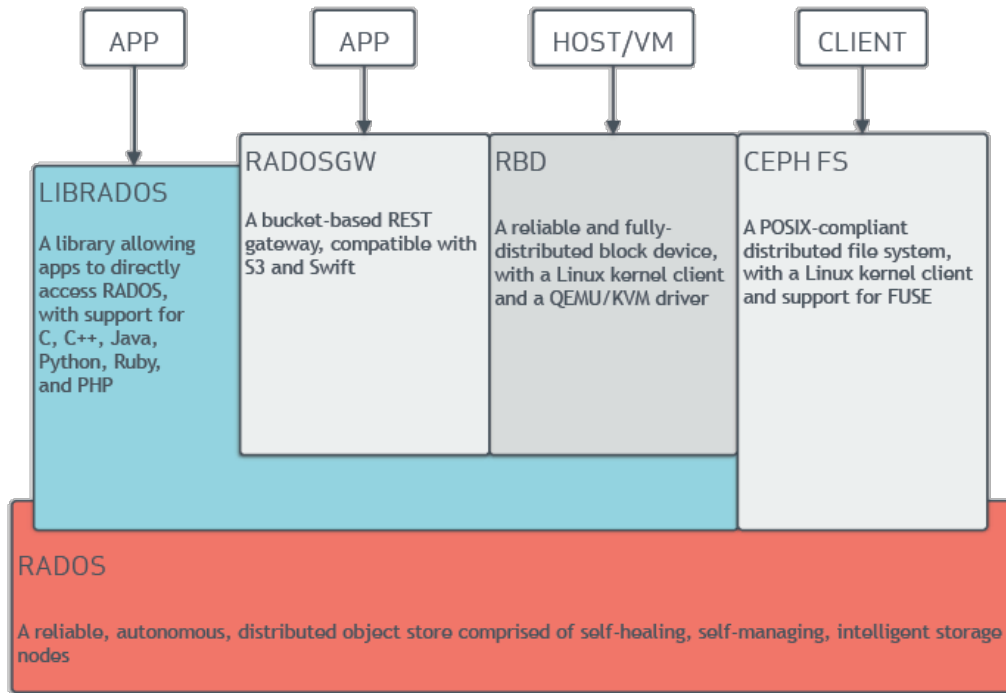 APP
APP
HOST/VM
CLIENT
LIBRADOS
A library allowing
apps to directly
access RADOS,
with support for
C, C++, Java,
Python, Ruby,
and PHP
RADOSGW
A bucket-based REST
gateway, compatible with
S3 and Swift
RBD
A reliable and fully-
distributed block device,
with a Linux kernel client
and a QEMU/KVM driver
CEPH FS
A POSIX-compliant
distributed file system,
with a Linux kernel client
and support for FUSE
RADOS
A reliable, autonomous, distributed object store comprised of self-healing, self-managing, intelligent storage
nodes